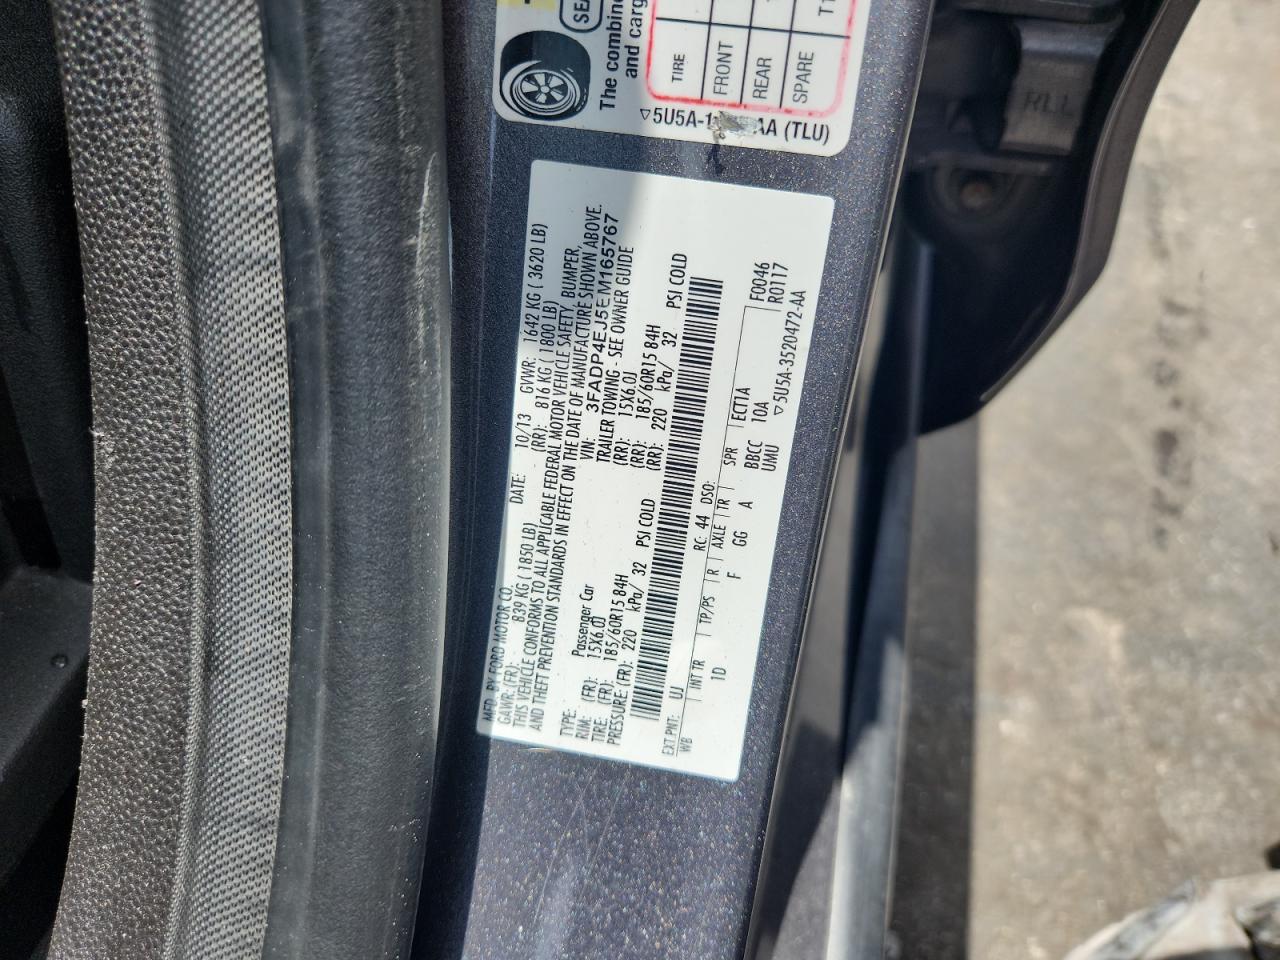 SEA
The combine
and carg
TIRE
FRONT
REAR
SPARE T1
▽5U5A-1 AA (TLU)
MFD. BY FORD MOTOR CO. DATE: 10/13 GVWR: 1642 KG ( 3620 LB)
GAWR: (FR): 839 KG ( 1850 LB) (RR): 816 KG ( 1800 LB)
THIS VEHICLE CONFORMS TO ALL APPLICABLE FEDERAL MOTOR VEHICLE SAFETY, BUMPER,
AND THEFT PREVENTION STANDARDS IN EFFECT ON THE DATE OF MANUFACTURE SHOWN ABOVE.
VIN: 3FADP4EJ5EM165767
TYPE: Passenger Car TRAILER TOWING - SEE OWNER GUIDE
RIM: (FR): 15X6.0J (RR): 15X6.0J
TIRE: (FR): 185/60R15 84H (RR): 185/60R15 84H
PRESSURE: (FR): 220 kPa/ 32 PSI COLD (RR): 220 kPa/ 32 PSI COLD
EXT PNT: UJ RC: 44 DSO: F0046
WB INT TR TP/PS R AXLE TR SPR ECT1A R0117
1D F GG A BBCC 10A
UMU ▽5U5A-3520472-AA